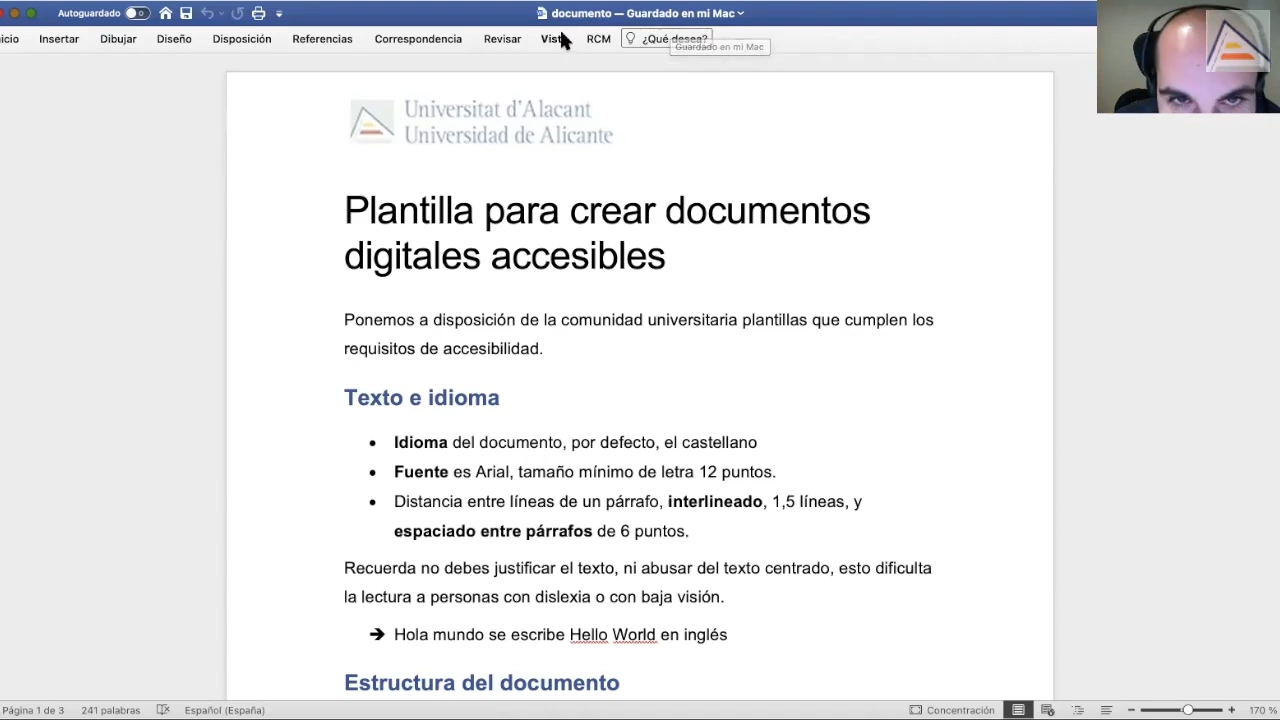 Autoguardado
documento — Guardado en mi Mac
Insertar Dibujar Diseño Disposición Referencias Correspondencia Revisar RCM
Guardado en mi Mac
Universitat d'Alacant
Universidad de Alicante
Plantilla para crear documentos
digitales accesibles
Ponemos a disposición de la comunidad universitaria plantillas que cumplen los
requisitos de accesibilidad.
Texto e idioma
• Idioma del documento, por defecto, el castellano
• Fuente es Arial, tamaño mínimo de letra 12 puntos.
• Distancia entre líneas de un párrafo, interlineado, 1,5 líneas, y
espaciado entre párrafos de 6 puntos.
Recuerda no debes justificar el texto, ni abusar del texto centrado, esto dificulta
la lectura a personas con dislexia o con baja visión.
➔ Hola mundo se escribe Hello World en inglés
Estructura del documento
Página 1 de 3 241 palabras Español (España) Concentración 170 %